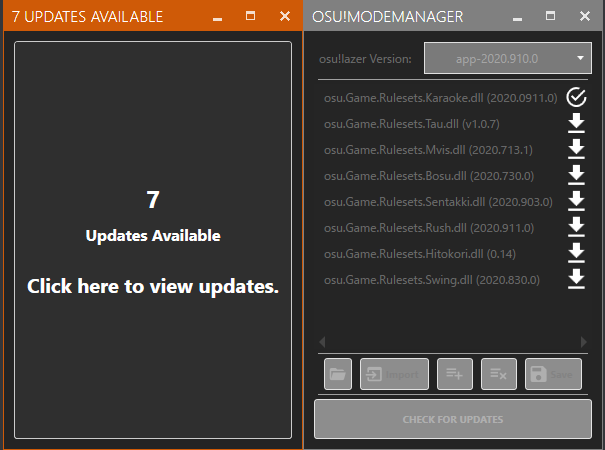 7 UPDATES AVAILABLE
7
Updates Available
Click here to view updates.
OSU!MODEMANAGER
osu!lazer Version:
app-2020.910.0
osu.Game.Rulesets.Karaoke.dll (2020.0911.0)
osu.Game.Rulesets.Tau.dll (v1.0.7)
osu.Game.Rulesets.Mvis.dll (2020.713.1)
osu.Game.Rulesets.Bosu.dll (2020.730.0)
osu.Game.Rulesets.Sentakki.dll (2020.903.0)
osu.Game.Rulesets.Rush.dll (2020.911.0)
osu.Game.Rulesets.Hitokori.dll (0.14)
osu.Game.Rulesets.Swing.dll (2020.830.0)
Import
Save
CHECK FOR UPDATES